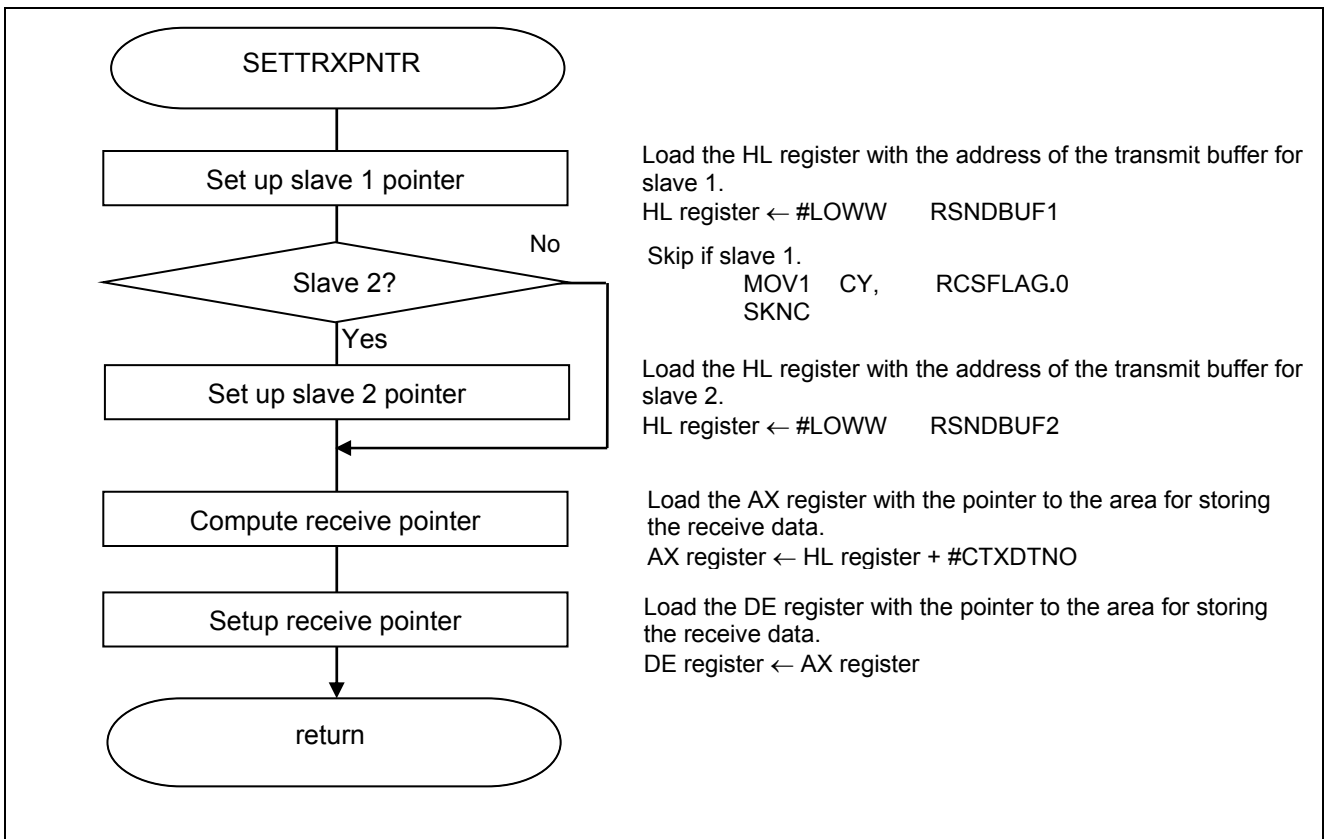 SETTRXPNTR
Set up slave 1 pointer
Load the HL register with the address of the transmit buffer for
slave 1.
HL register ← #LOWW RSNDBUF1
No
Slave 2?
Skip if slave 1.
MOV1 CY, RCSFLAG.0
SKNC
Yes
Set up slave 2 pointer
Load the HL register with the address of the transmit buffer for
slave 2.
HL register ← #LOWW RSNDBUF2
Compute receive pointer
Load the AX register with the pointer to the area for storing
the receive data.
AX register ← HL register + #CTXDTNO
Setup receive pointer
Load the DE register with the pointer to the area for storing
the receive data.
DE register ← AX register
return